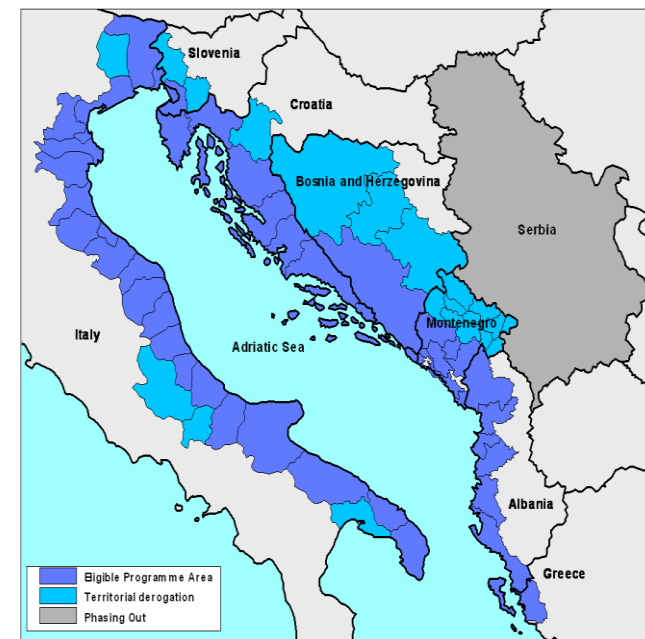 Slovenia
Croatia
Bosnia and Herzegovina
Serbia
Italy
Montenegro
Adriatic Sea
Albania
Greece
Eligible Programme Area
Territorial derogation
Phasing Out